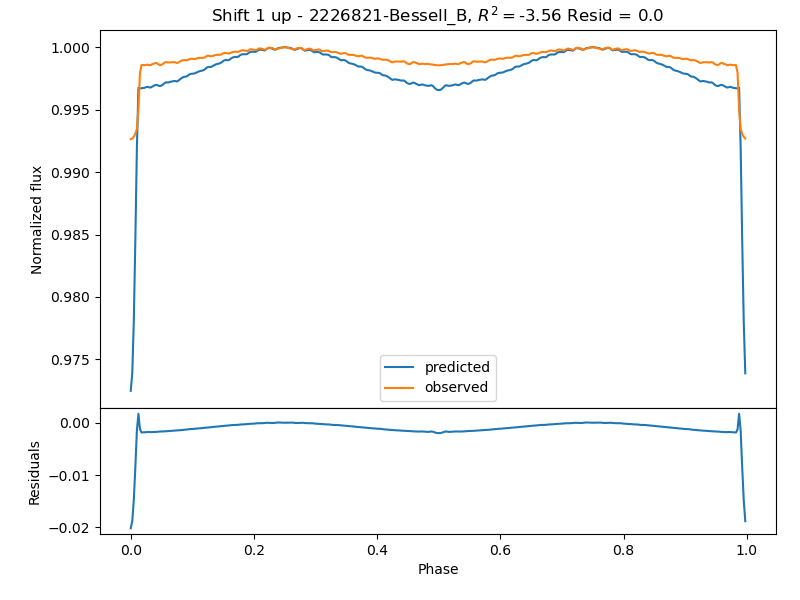 Shift 1 up - 2226821-Bessell_B, R² = -3.56 Resid = 0.0
1.000
0.995
0.990
0.985
0.980
0.975
Normalized flux
predicted
observed
0.00
−0.01
−0.02
Residuals
0.0 0.2 0.4 0.6 0.8 1.0
Phase